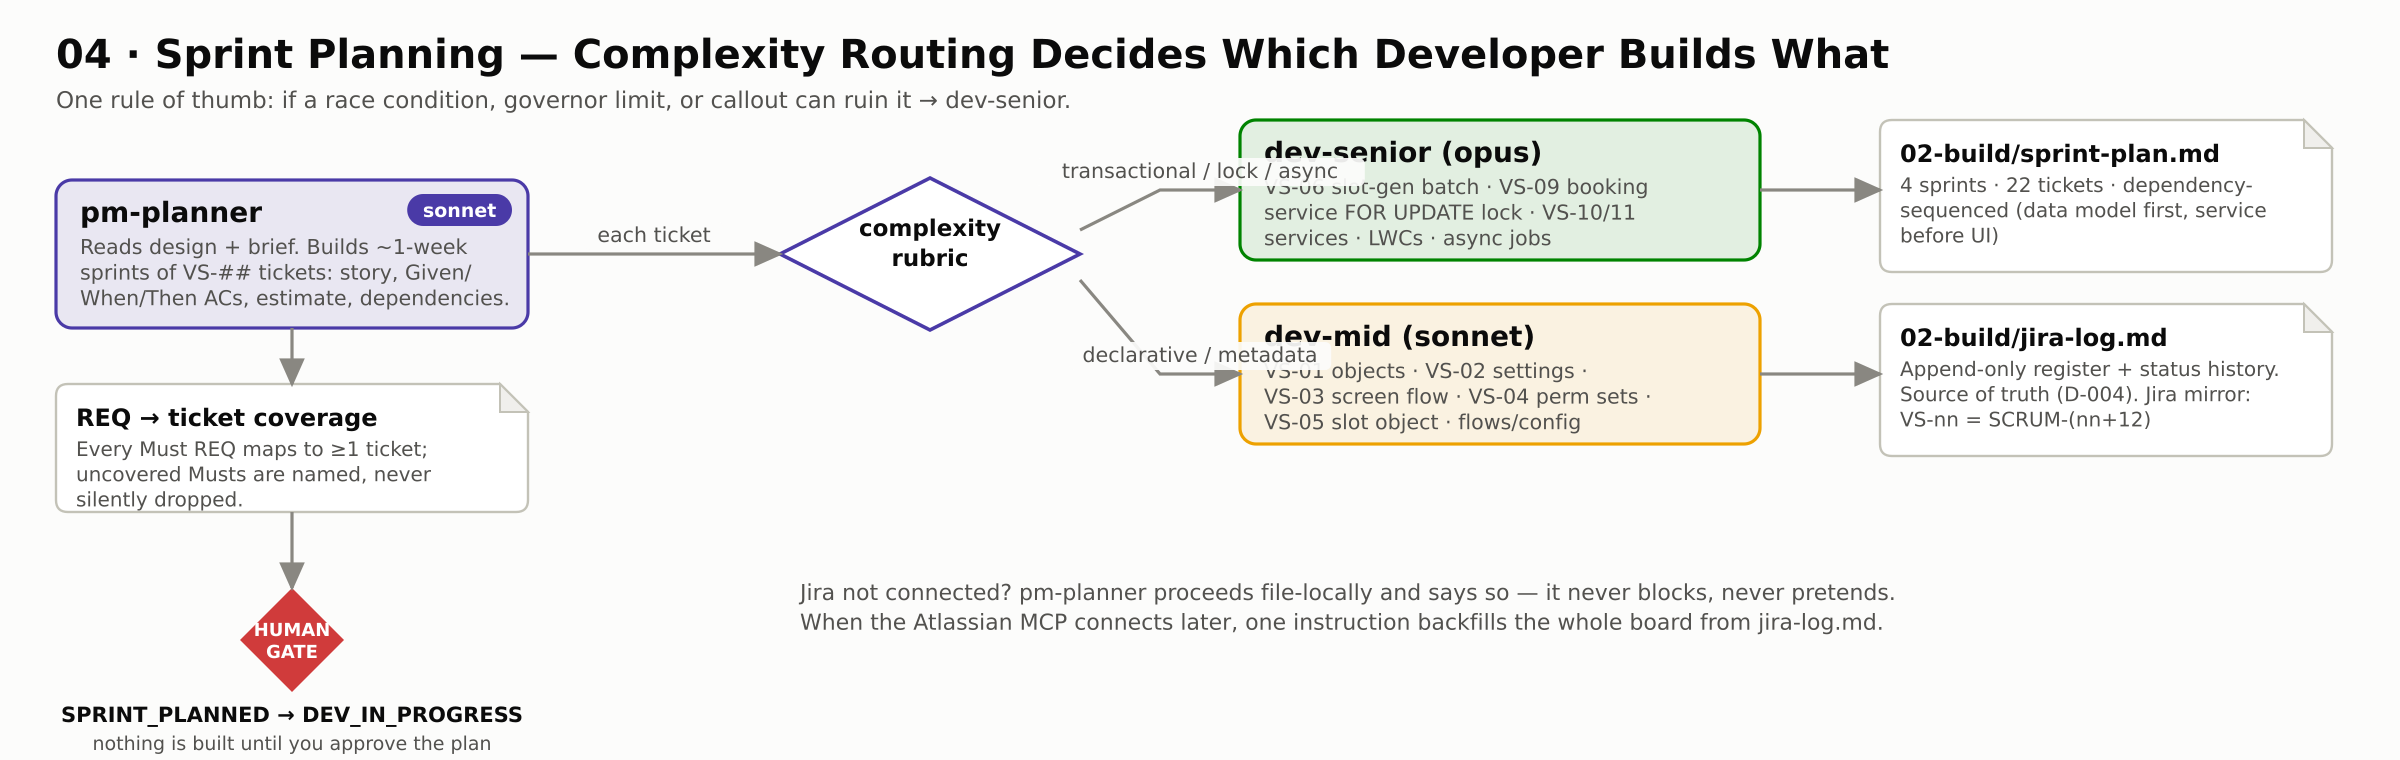 04 · Sprint Planning — Complexity Routing Decides Which Developer Builds What
One rule of thumb: if a race condition, governor limit, or callout can ruin it → dev-senior.
pm-planner
sonnet
Reads design + brief. Builds ~1-week
sprints of VS-## tickets: story, Given/
When/Then ACs, estimate, dependencies.
each ticket
complexity
rubric
transactional / lock / async
dev-senior (opus)
VS-06 slot-gen batch · VS-09 booking
service FOR UPDATE lock · VS-10/11
services · LWCs · async jobs
02-build/sprint-plan.md
4 sprints · 22 tickets · dependency-
sequenced (data model first, service
before UI)
declarative / metadata
dev-mid (sonnet)
VS-01 objects · VS-02 settings ·
VS-03 screen flow · VS-04 perm sets ·
VS-05 slot object · flows/config
02-build/jira-log.md
Append-only register + status history.
Source of truth (D-004). Jira mirror:
VS-nn = SCRUM-(nn+12)
REQ → ticket coverage
Every Must REQ maps to ≥1 ticket;
uncovered Musts are named, never
silently dropped.
HUMAN
GATE
SPRINT_PLANNED → DEV_IN_PROGRESS
nothing is built until you approve the plan
Jira not connected? pm-planner proceeds file-locally and says so — it never blocks, never pretends.
When the Atlassian MCP connects later, one instruction backfills the whole board from jira-log.md.